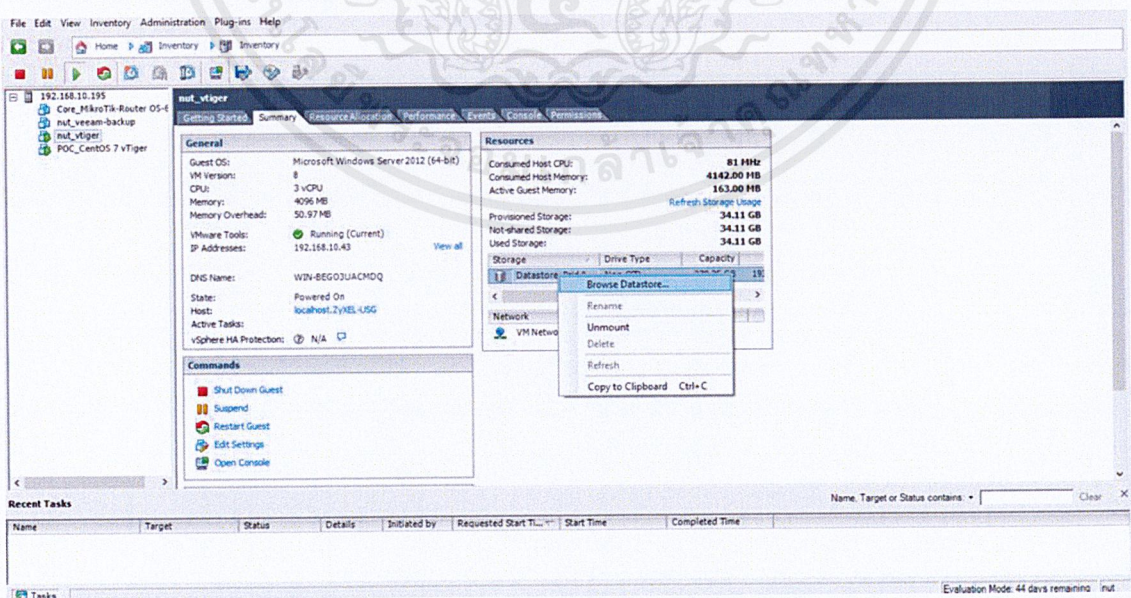 File Edit View Inventory Administration Plug-ins Help
Home Inventory Inventory
192.168.10.195
Core_MikroTik-Router OS-6
nut_veeam-backup
nut_vtiger
POC_CentOS 7 vTiger
nut_vtiger
Getting Started Summary Resource Allocation Performance Events Console Permissions
General
Guest OS: Microsoft Windows Server 2012 (64-bit)
VM Version: 8
CPU: 3 vCPU
Memory: 4096 MB
Memory Overhead: 50.97 MB
VMware Tools: Running (Current)
IP Addresses: 192.168.10.43 View all
DNS Name: WIN-BEGO3UACMDQ
State: Powered On
Host: localhost.ZyXEL-USG
Active Tasks:
vSphere HA Protection: N/A
Commands
Shut Down Guest
Suspend
Restart Guest
Edit Settings
Open Console
Resources
Consumed Host CPU: 81 MHz
Consumed Host Memory: 4142.00 MB
Active Guest Memory: 163.00 MB
Refresh Storage Usage
Provisioned Storage: 34.11 GB
Not-shared Storage: 34.11 GB
Used Storage: 34.11 GB
Storage Drive Type Capacity
Datastore
Browse Datastore...
Rename
Unmount
Delete
Refresh
Copy to Clipboard Ctrl+C
Network
VM Netwo
Name, Target or Status contains: Clear
Recent Tasks
Name Target Status Details Initiated by Requested Start Ti... Start Time Completed Time
Tasks
Evaluation Mode: 44 days remaining nut